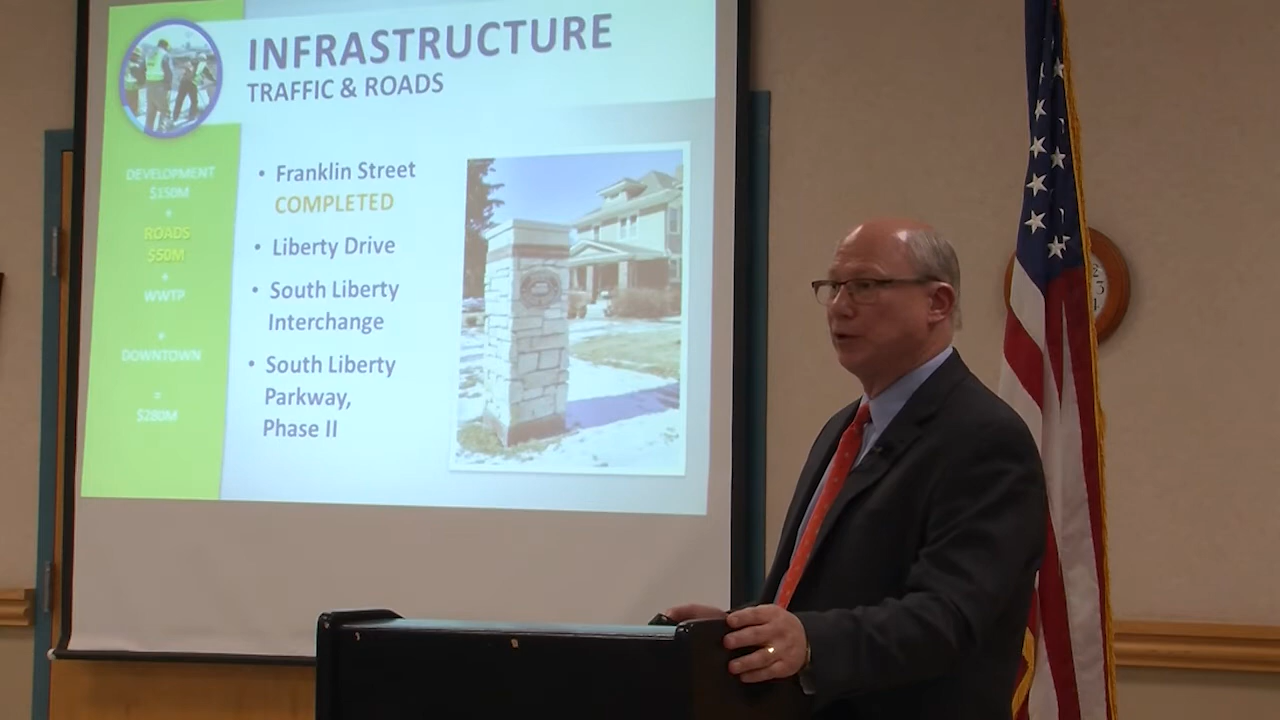 INFRASTRUCTURE
TRAFFIC & ROADS
DEVELOPMENT
$150M
+
ROADS
$50M
+
WWTP
+
DOWNTOWN
=
$280M
• Franklin Street
COMPLETED
• Liberty Drive
• South Liberty
Interchange
• South Liberty
Parkway,
Phase II